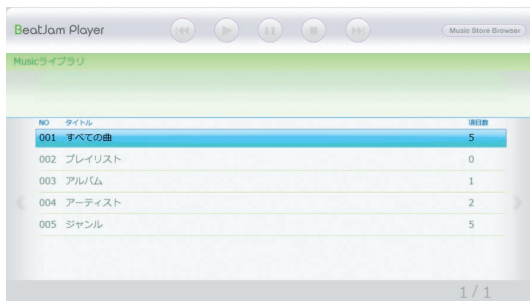 BeatJam Player
Music Store Browser
Musicライブラリ
NO タイトル 項目数
001 すべての曲 5
002 プレイリスト 0
003 アルバム 1
004 アーティスト 2
005 ジャンル 5
1 / 1